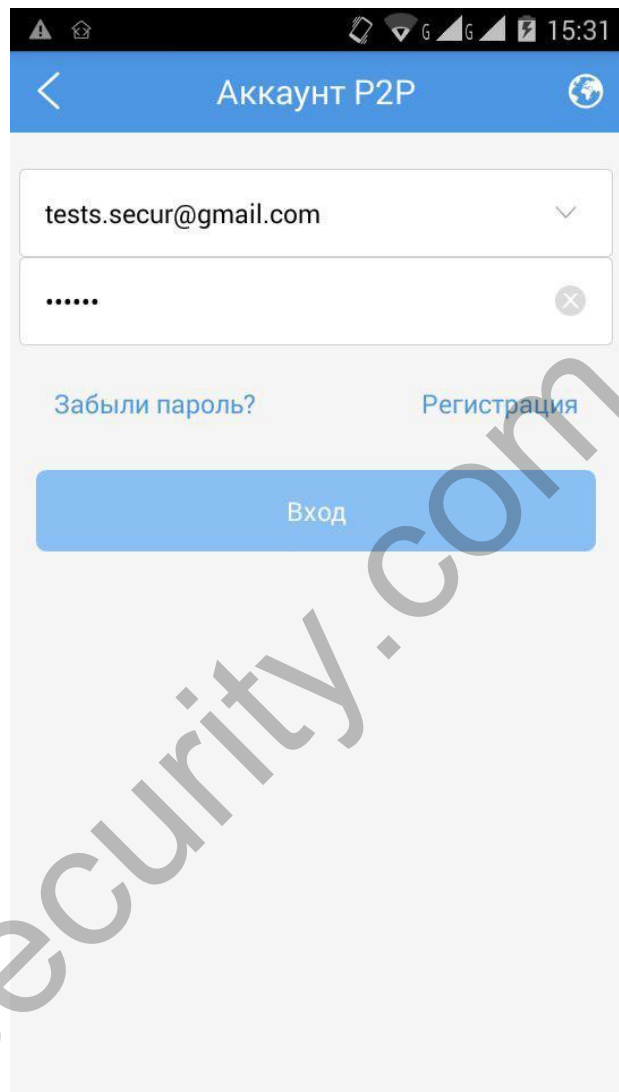 G G 15:31
Аккаунт P2P
tests.secur@gmail.com
••••••
Забыли пароль? Регистрация
Вход
ecurity.com